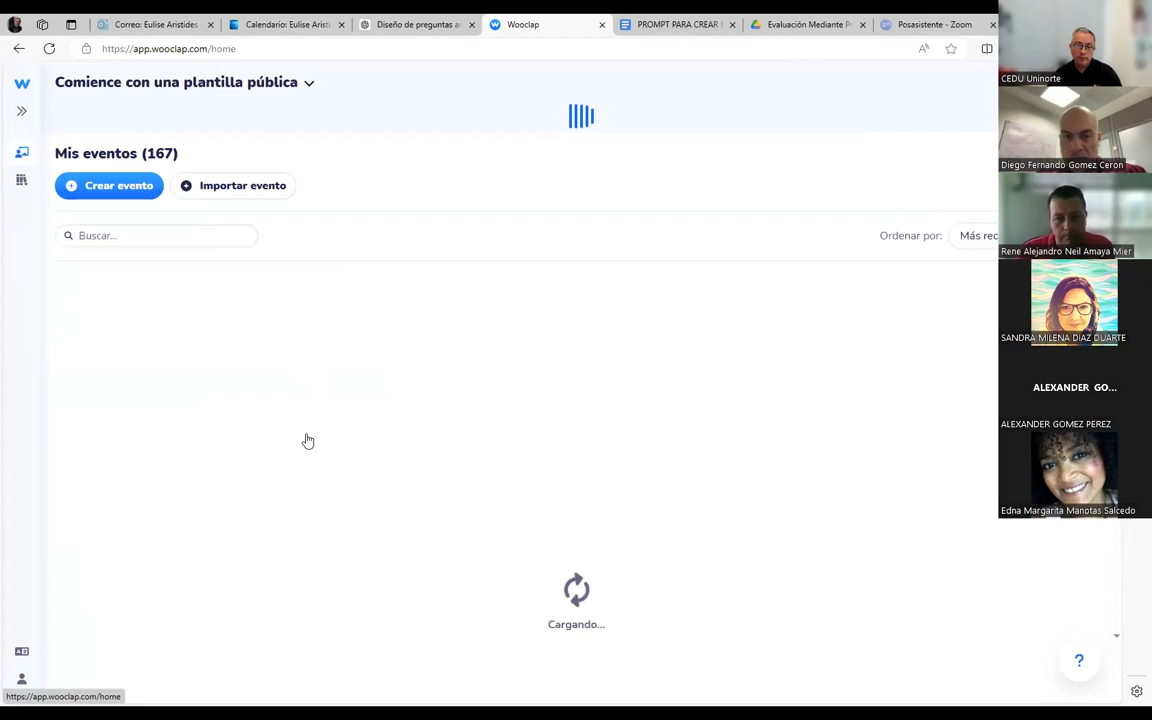 Correo: Eulise Aristides
Calendario: Eulise Arist
Diseño de preguntas a
Wooclap
PROMPT PARA CREAR
Evaluación Mediante P
Posasistente - Zoom
https://app.wooclap.com/home
Comience con una plantilla pública
Mis eventos (167)
Crear evento
Importar evento
Buscar...
Ordenar por:
Más rec
Cargando...
?
https://app.wooclap.com/home
CEDU Uninorte
Diego Fernando Gomez Ceron
Rene Alejandro Neil Amaya Mier
SANDRA MILENA DIAZ DUARTE
ALEXANDER GO...
ALEXANDER GOMEZ PEREZ
Edna Margarita Manotas Salcedo